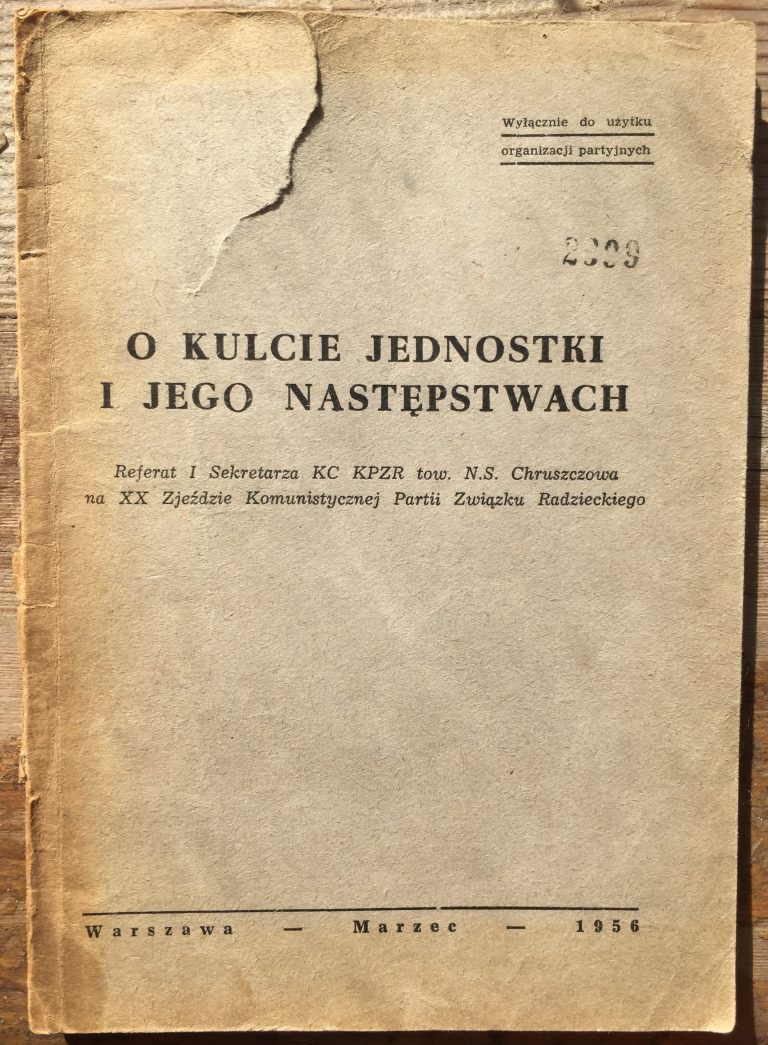 Wyłącznie do użytku
organizacji partyjnych
O KULCIE JEDNOSTKI
I JEGO NASTĘPSTWACH
Referat I Sekretarza KC KPZR tow. N.S. Chruszczowa
na XX Zjeździe Komunistycznej Partii Związku Radzieckiego
Warszawa — Marzec — 1956